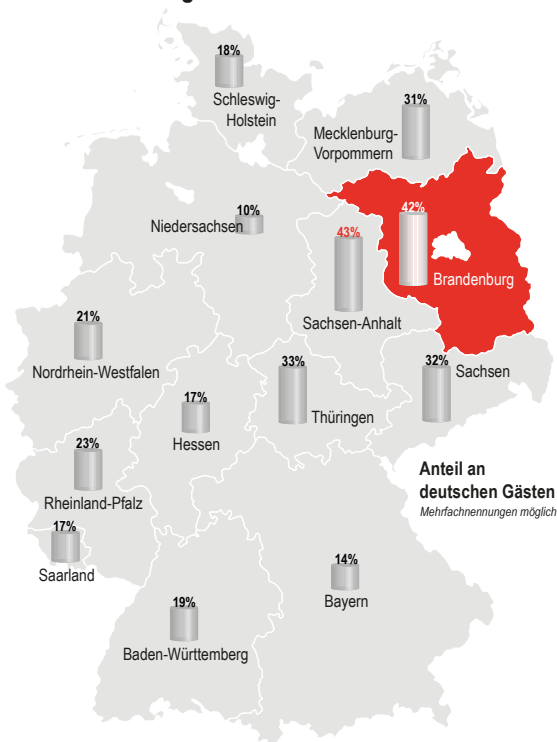 18%
Schleswig-
Holstein
31%
Mecklenburg-
Vorpommern
10%
Niedersachsen
42%
Brandenburg
43%
Sachsen-Anhalt
21%
Nordrhein-Westfalen
17%
Hessen
33%
Thüringen
32%
Sachsen
23%
Rheinland-Pfalz
Anteil an
deutschen Gästen
Mehrfachnennungen möglich
17%
Saarland
14%
Bayern
19%
Baden-Württemberg